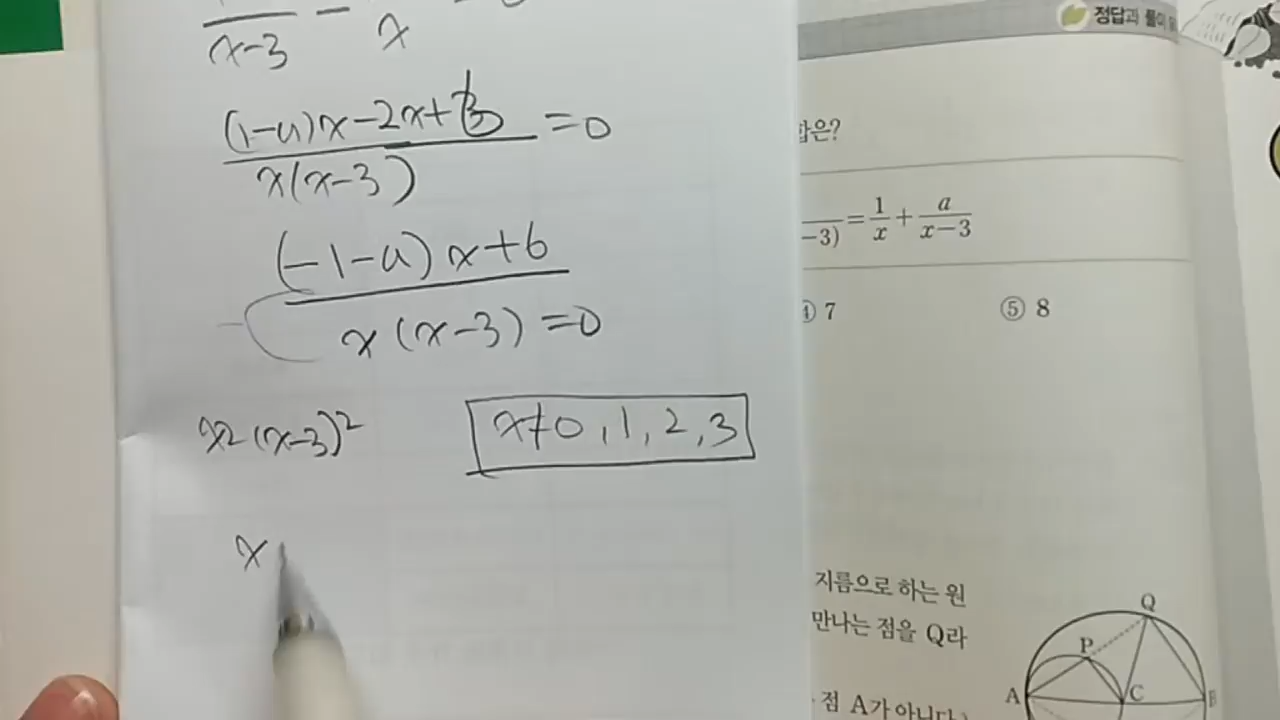 x-3 - x
정답과 풀이
(1-a)x-2x+6 =0
x(x-3)
은?
-3) = 1/x + a/(x-3)
(-1-a)x+6
x(x-3)=0
④ 7 ⑤ 8
x2(x-3)²
x≠0,1,2,3
x
지름으로 하는 원
만나는 점을 Q라
점 A가 아니다.)
Q
P
A C B